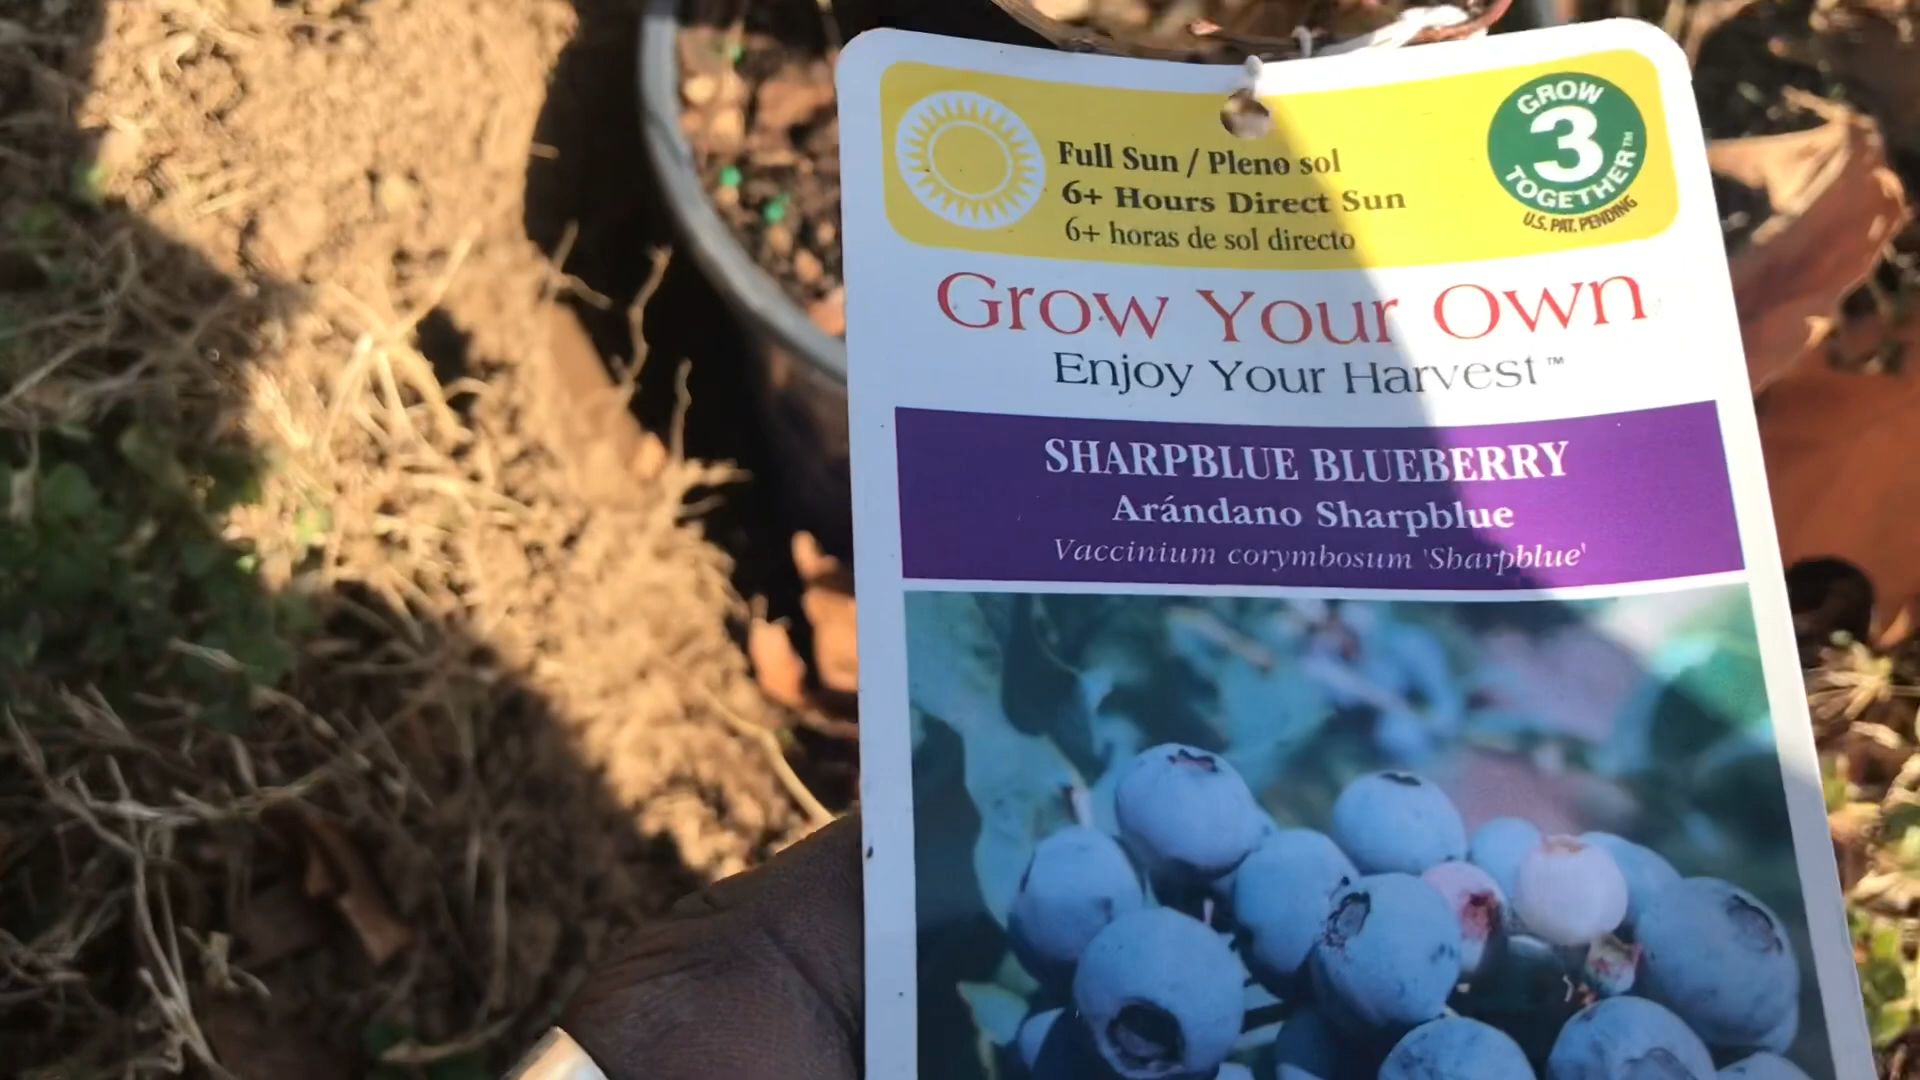 Full Sun / Pleno sol
6+ Hours Direct Sun
6+ horas de sol directo
GROW
3
TOGETHER™
U.S. PAT. PENDING
Grow Your Own
Enjoy Your Harvest™
SHARPBLUE BLUEBERRY
Arándano Sharpblue
Vaccinium corymbosum 'Sharpblue'